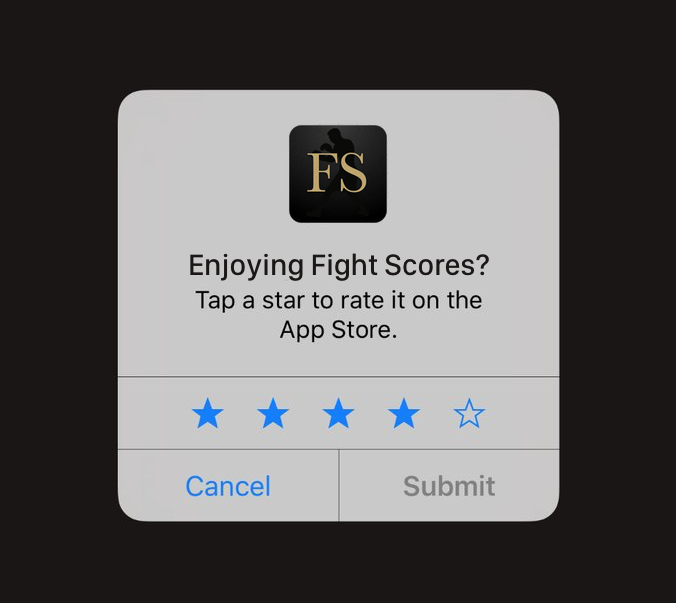 FS
Enjoying Fight Scores?
Tap a star to rate it on the
App Store.
Cancel
Submit